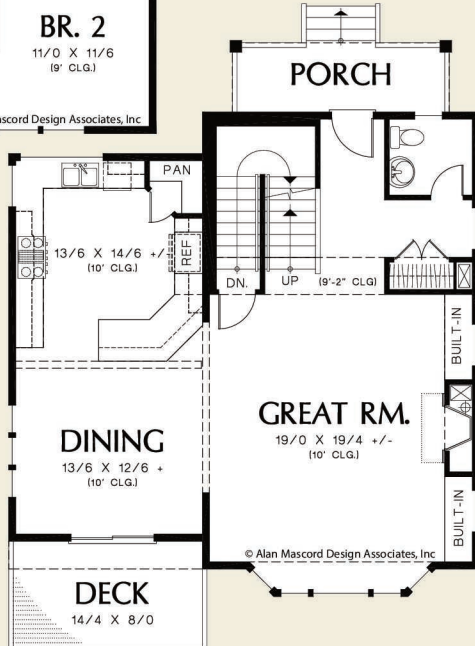 BR. 2
11/0 X 11/6
(9' CLG.)
ascord Design Associates, Inc
PORCH
PAN
13/6 X 14/6 +/-
(10' CLG.)
REF
DN.
UP
(9'-2" CLG)
BUILT-IN
GREAT RM.
19/0 X 19/4 +/-
(10' CLG.)
DINING
13/6 X 12/6 +
(10' CLG.)
BUILT-IN
© Alan Mascord Design Associates, Inc
DECK
14/4 X 8/0